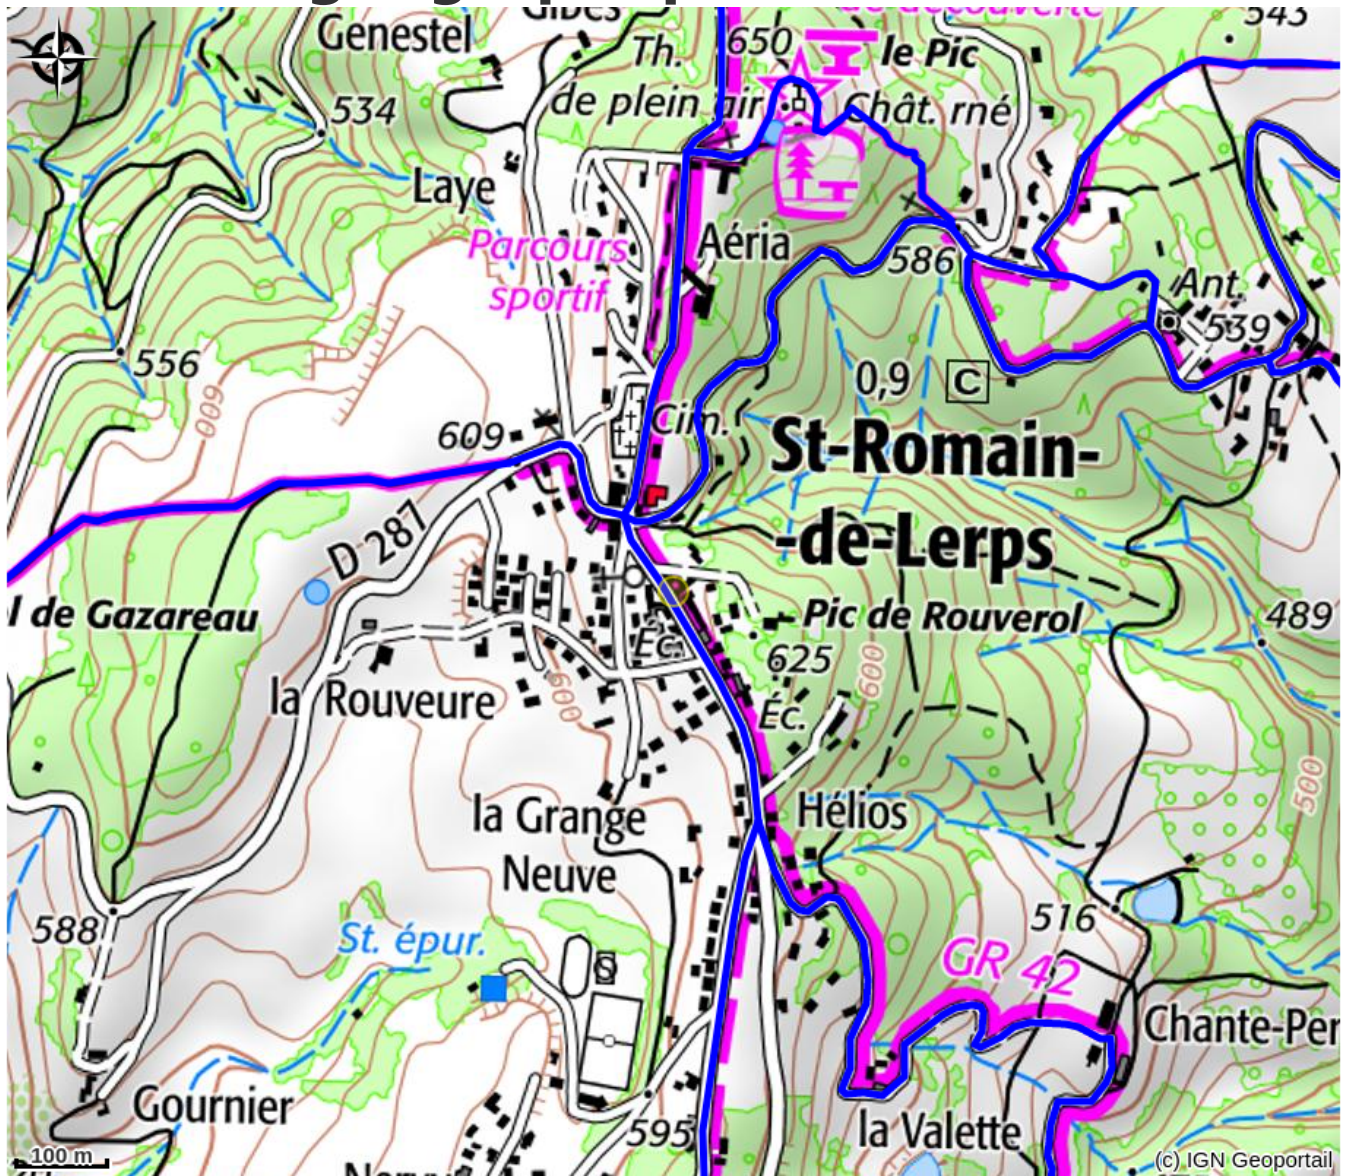 Genestel
Th.
650
le Pic
543
de plein air
Chât. rné
534
Laye
Parcours
sportif
Aéria
586
Ant.
539
556
600
0,9
C
609
Cim.
St-Romain-
-de-Lerps
D 287
l de Gazareau
Éc.
Pic de Rouverol
489
625
600
la Rouveure
600
Éc.
500
la Grange
Neuve
Hélios
588
St. épur.
516
GR 42
Chante-Per
Gournier
595
la Valette
100 m
(c) IGN Geoportail